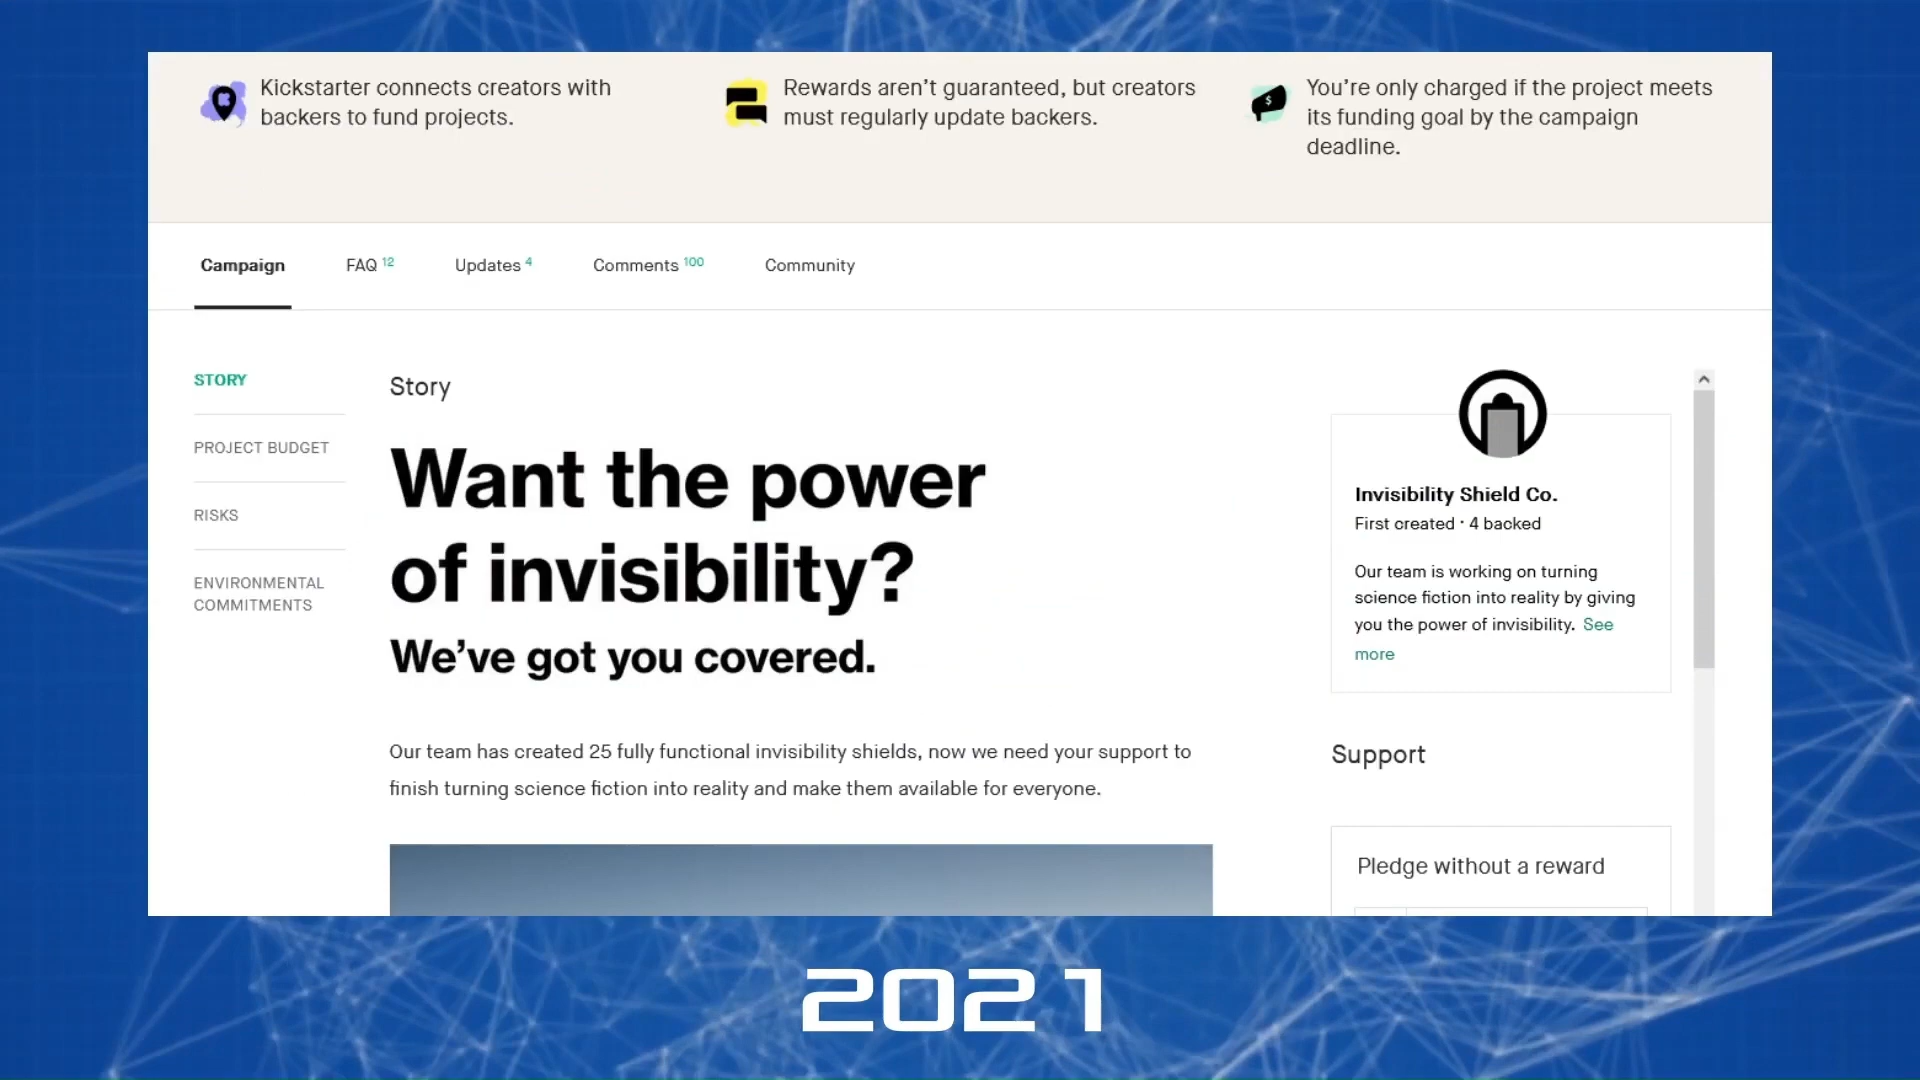 Kickstarter connects creators with
backers to fund projects.
Rewards aren’t guaranteed, but creators
must regularly update backers.
$
You’re only charged if the project meets
its funding goal by the campaign
deadline.
Campaign
FAQ 12
Updates 4
Comments 100
Community
STORY
PROJECT BUDGET
RISKS
ENVIRONMENTAL
COMMITMENTS
Story
Want the power
of invisibility?
We’ve got you covered.
Our team has created 25 fully functional invisibility shields, now we need your support to
finish turning science fiction into reality and make them available for everyone.
Invisibility Shield Co.
First created · 4 backed
Our team is working on turning
science fiction into reality by giving
you the power of invisibility. See
more
Support
Pledge without a reward
2021